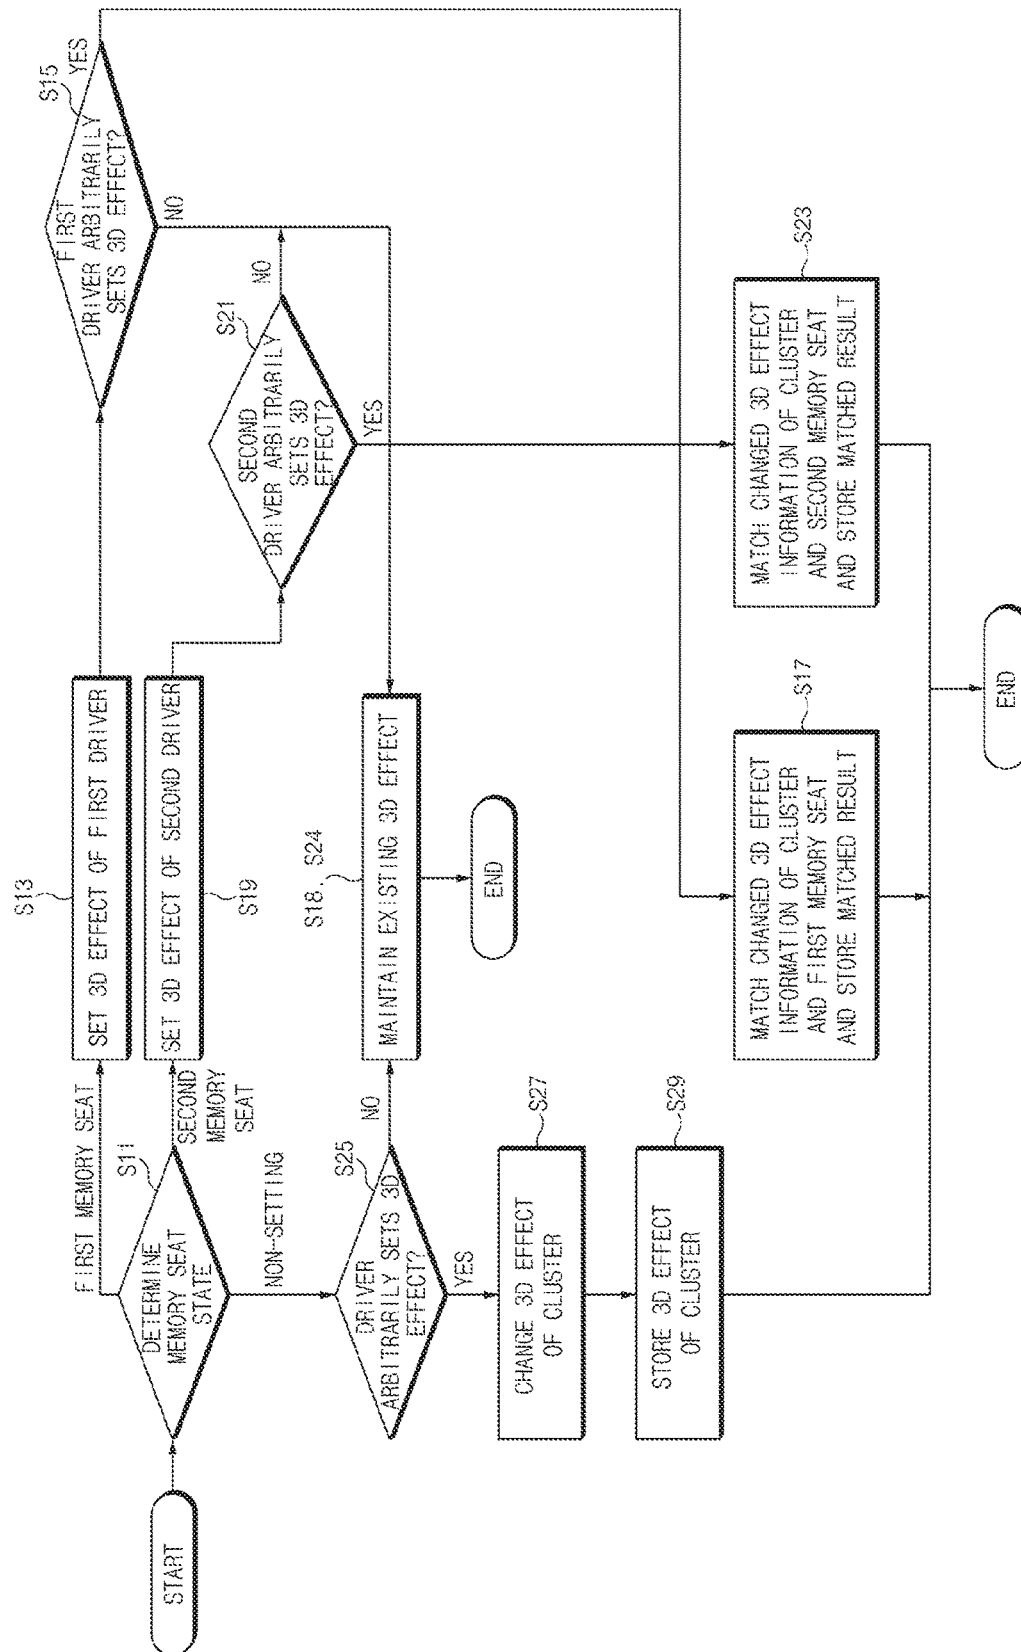 START
DETERMINE
MEMORY SEAT
STATE
S11
FIRST MEMORY SEAT
SECOND
MEMORY
SEAT
NON-SETTING
S13
SET 3D EFFECT OF FIRST DRIVER
SET 3D EFFECT OF SECOND DRIVER
S19
FIRST
DRIVER ARBITRARILY
SETS 3D EFFECT?
S15
YES
NO
SECOND
DRIVER ARBITRARILY
SETS 3D
EFFECT?
S21
NO
YES
DRIVER
ARBITRARILY SETS 3D
EFFECT?
S25
NO
YES
S18. S24
MAINTAIN EXISTING 3D EFFECT
END
CHANGE 3D EFFECT
OF CLUSTER
S27
STORE 3D EFFECT
OF CLUSTER
S29
MATCH CHANGED 3D EFFECT
INFORMATION OF CLUSTER
AND FIRST MEMORY SEAT
AND STORE MATCHED RESULT
S17
MATCH CHANGED 3D EFFECT
INFORMATION OF CLUSTER
AND SECOND MEMORY SEAT
AND STORE MATCHED RESULT
S23
END